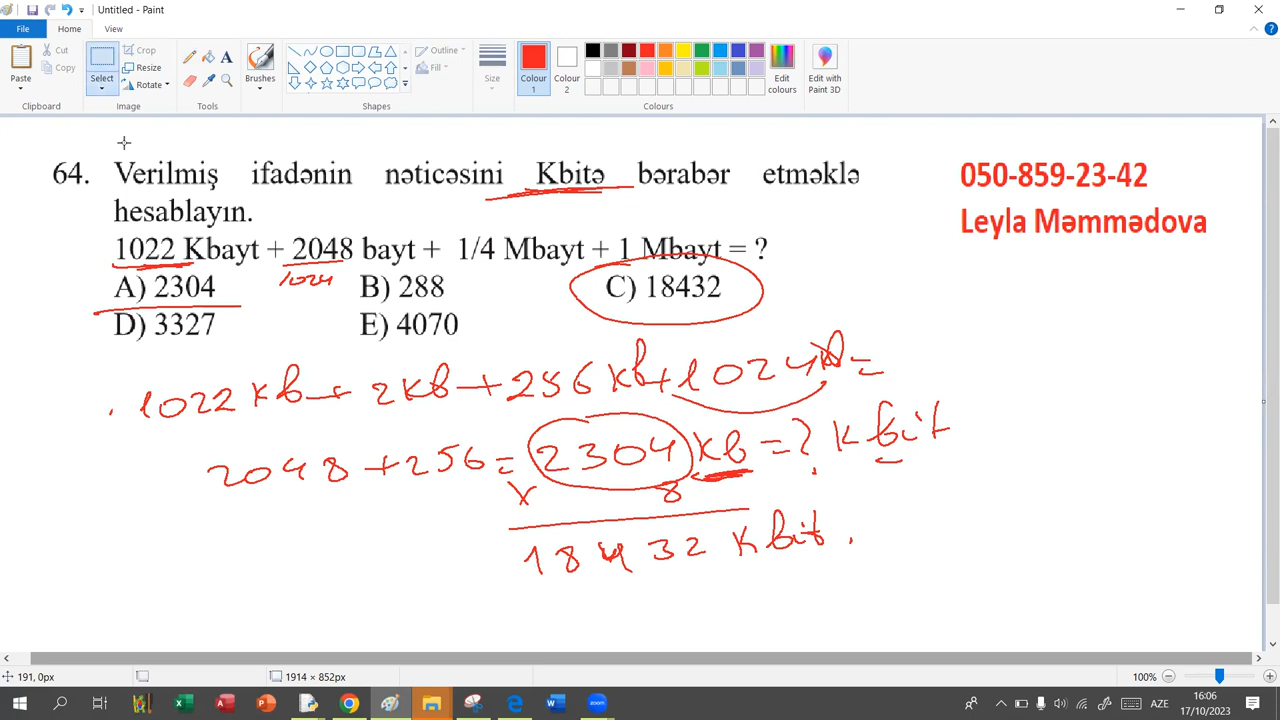 Untitled - Paint
File
Home
View
Paste
Cut
Copy
Clipboard
Select
Crop
Resize
Rotate
Image
A
Tools
Brushes
Shapes
Outline
Fill
Size
Colour 1
Colour 2
Edit colours
Edit with Paint 3D
Colours
64. Verilmiş ifadənin nəticəsini Kbitə bərabər etməklə
hesablayın.
1022 Kbayt + 2048 bayt + 1/4 Mbayt + 1 Mbayt = ?
1024
A) 2304 B) 288 C) 18432
D) 3327 E) 4070
050-859-23-42
Leyla Məmmədova
1022 KB + 2KB + 256 KB + 1024 KB =
2048 + 256 = 2304 KB = ? K bit
x 8
18432 K bit.
191, 0px
1914 × 852px
100%
AZE
16:06
17/10/2023